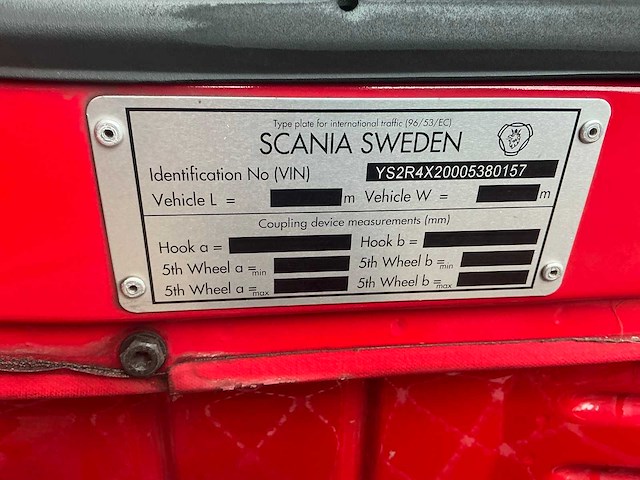 Type plate for international traffic (96/53/EC)
SCANIA SWEDEN
Identification No (VIN) YS2R4X20005380157
Vehicle L = m Vehicle W = m
Coupling device measurements (mm)
Hook a = Hook b =
5th Wheel a =min 5th Wheel b =min
5th Wheel a =max 5th Wheel b =max